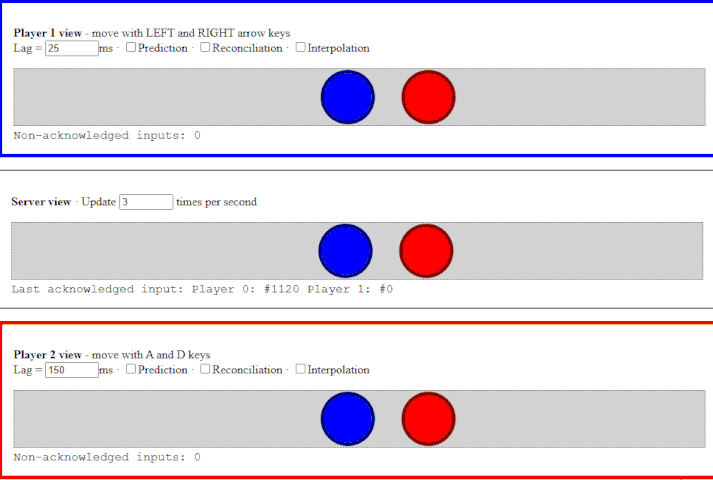 Player 1 view - move with LEFT and RIGHT arrow keys
Lag = 25 ms · Prediction · Reconciliation · Interpolation
Non-acknowledged inputs: 0
Server view · Update 3 times per second
Last acknowledged input: Player 0: #1120 Player 1: #0
Player 2 view - move with A and D keys
Lag = 150 ms · Prediction · Reconciliation · Interpolation
Non-acknowledged inputs: 0